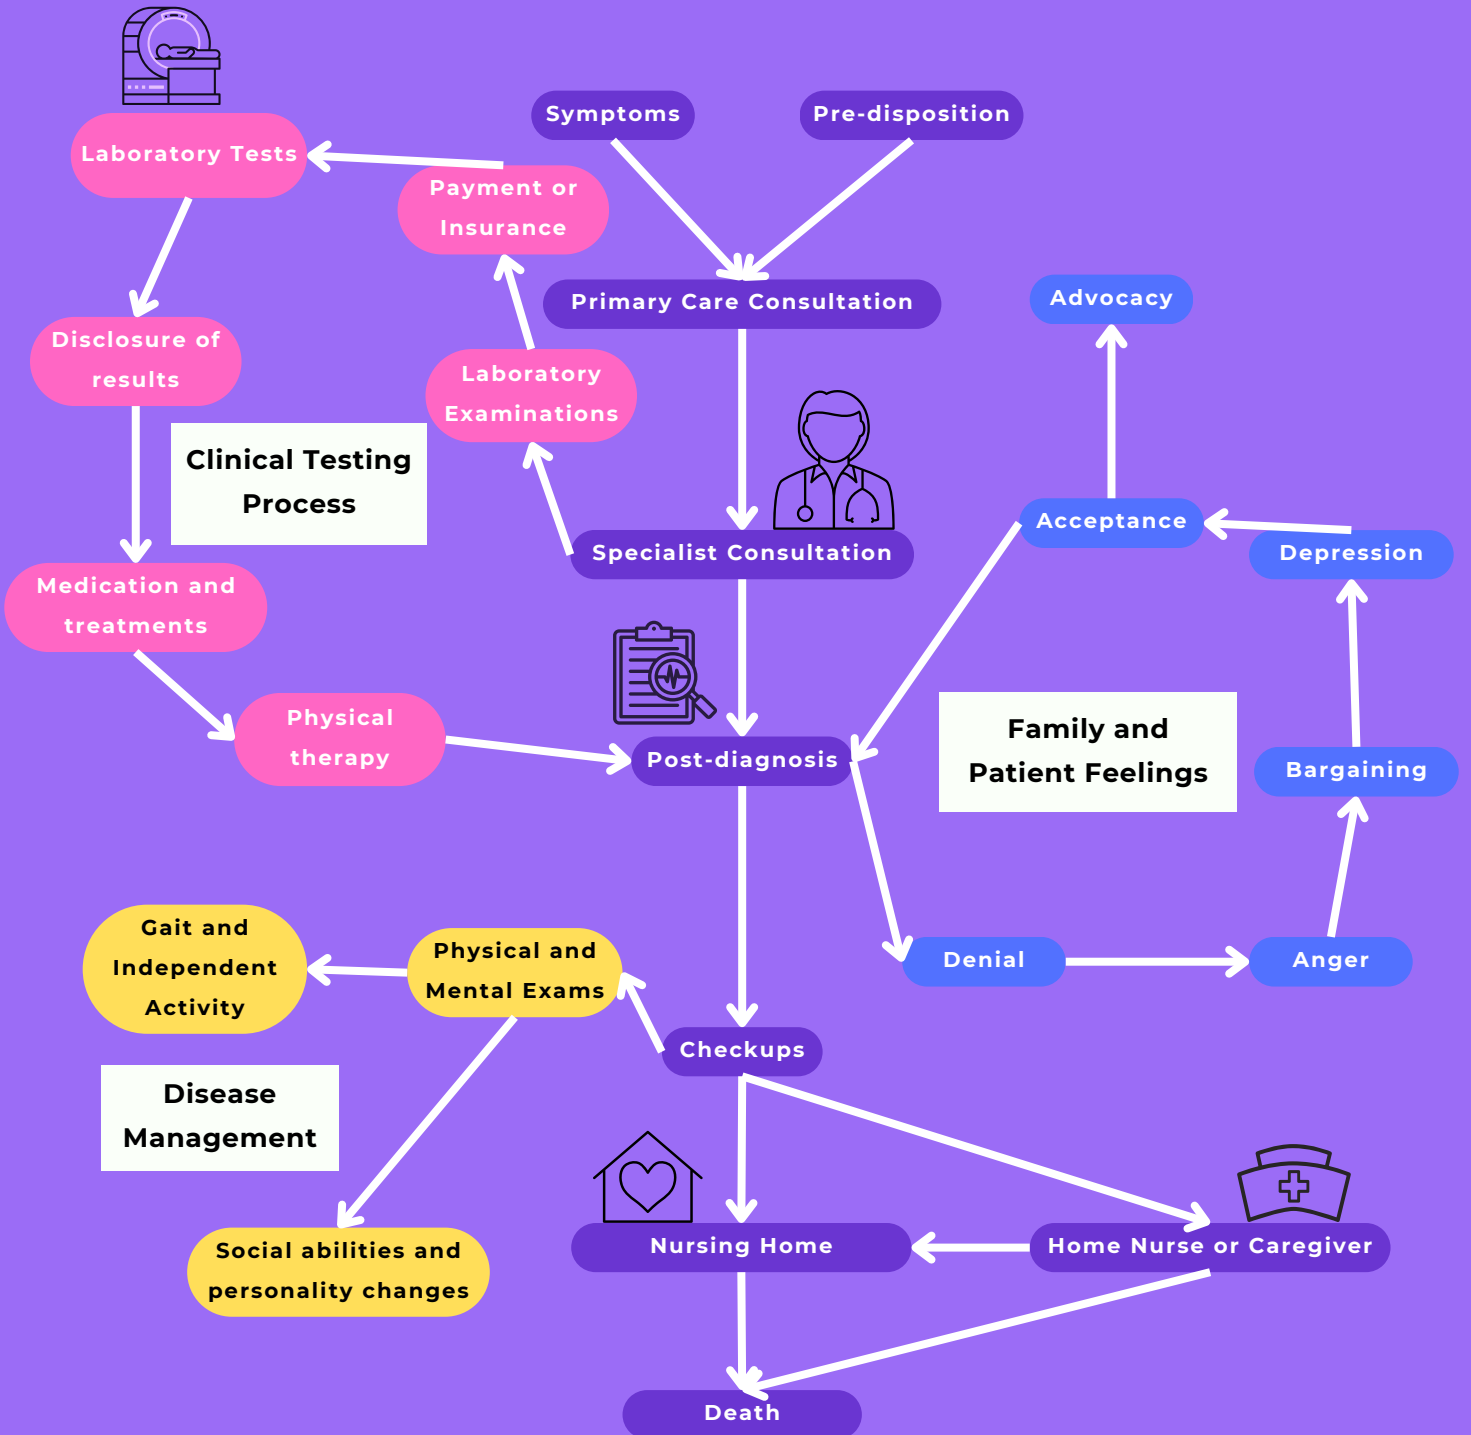 Symptoms
Pre-disposition
Laboratory Tests
Payment or
Insurance
Primary Care Consultation
Advocacy
Disclosure of
results
Laboratory
Examinations
Clinical Testing
Process
Specialist Consultation
Acceptance
Depression
Medication and
treatments
Physical
therapy
Post-diagnosis
Family and
Patient Feelings
Bargaining
Gait and
Independent
Activity
Physical and
Mental Exams
Denial
Anger
Checkups
Disease
Management
Social abilities and
personality changes
Nursing Home
Home Nurse or Caregiver
Death